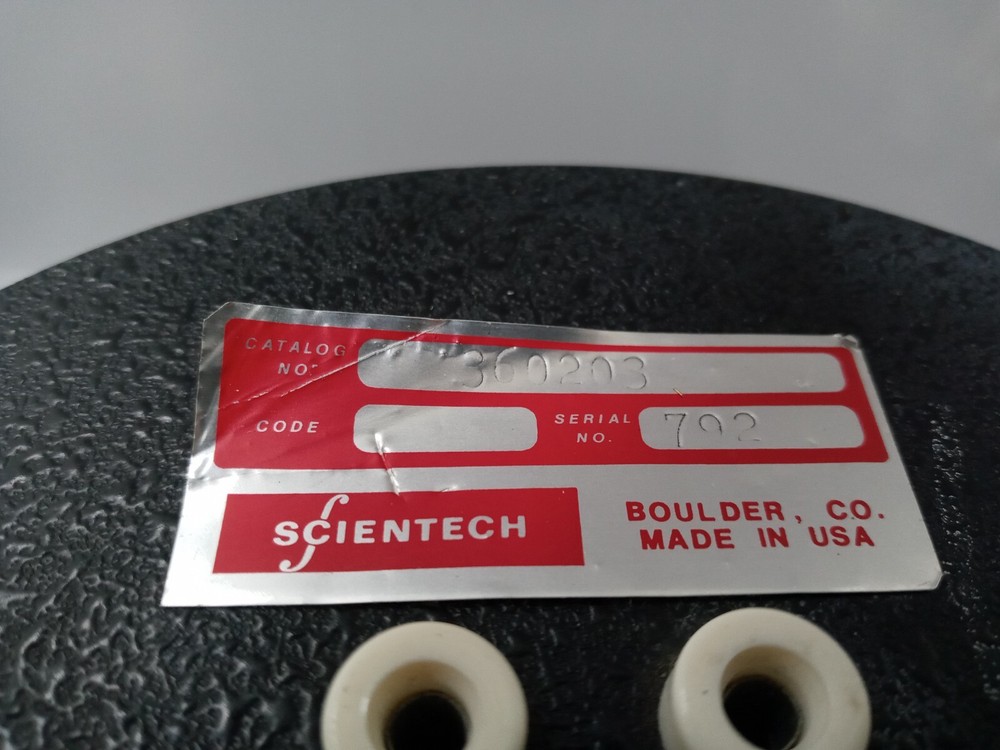 CATALOG
NO. 360203
CODE
SERIAL
NO. 792
SCIENTECH
BOULDER, CO.
MADE IN USA